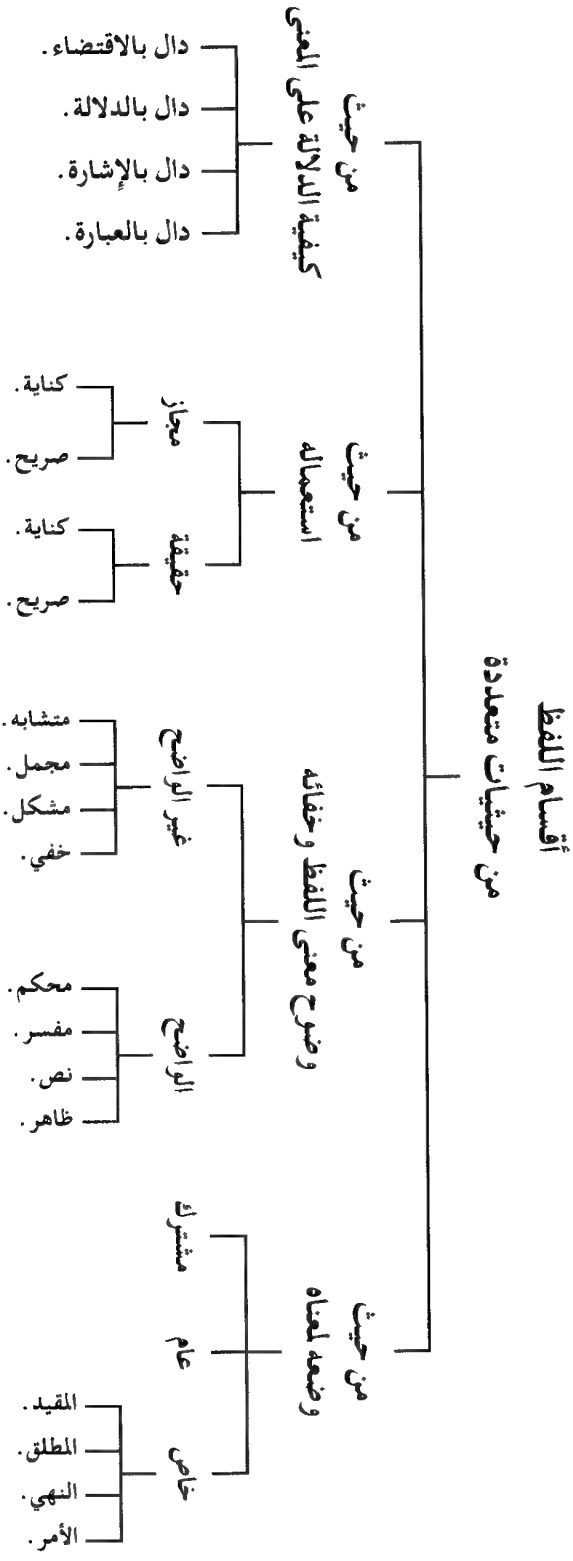 أقسام اللفظ
من حيثيات متعددة
من حيث
وضعه لمعناه
خاص
الأمر.
النهي.
المطلق.
المقيد.
عام
مشترك
من حيث
وضوح معنى اللفظ وخفائه
الواضح
ظاهر.
نص.
مفسر.
محكم.
غير الواضح
خفي.
مشكل.
مجمل.
متشابه.
من حيث
استعماله
حقيقة
صريح.
كناية.
مجاز
صريح.
كناية.
من حيث
كيفية الدلالة على المعنى
دال بالعبارة.
دال بالإشارة.
دال بالدلالة.
دال بالاقتضاء.